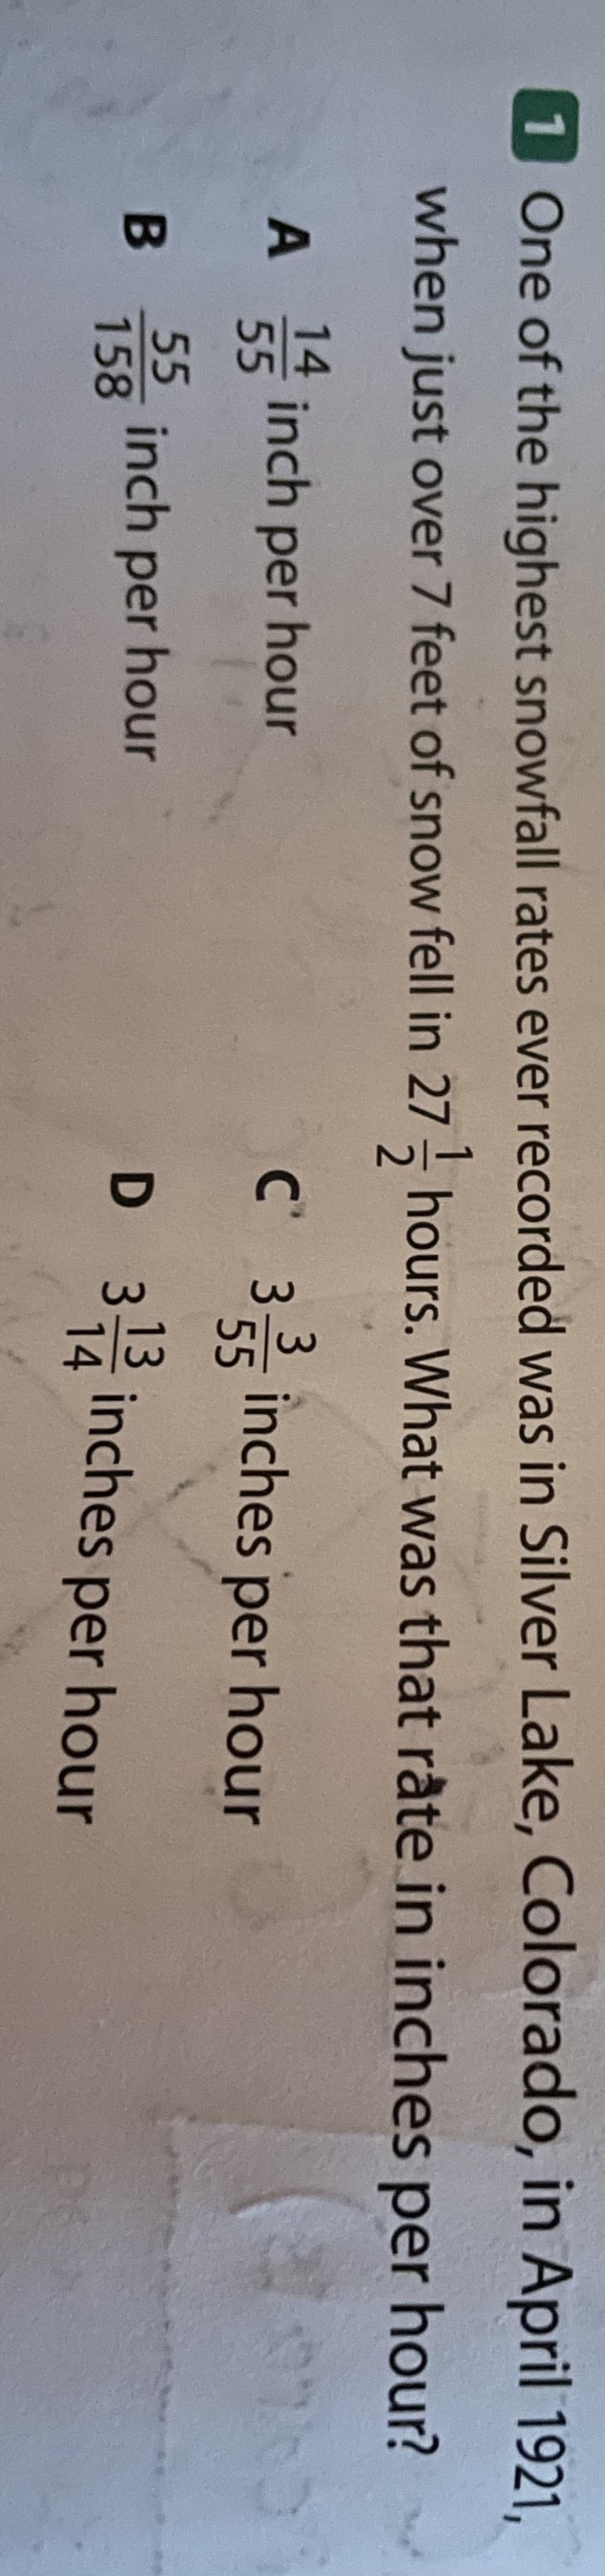 1 One of the highest snowfall rates ever recorded was in Silver Lake, Colorado, in April 1921,
when just over 7 feet of snow fell in 27 1/2 hours. What was that rate in inches per hour?
A 14/55 inch per hour C 3 3/55 inches per hour
B 55/158 inch per hour D 3 13/14 inches per hour